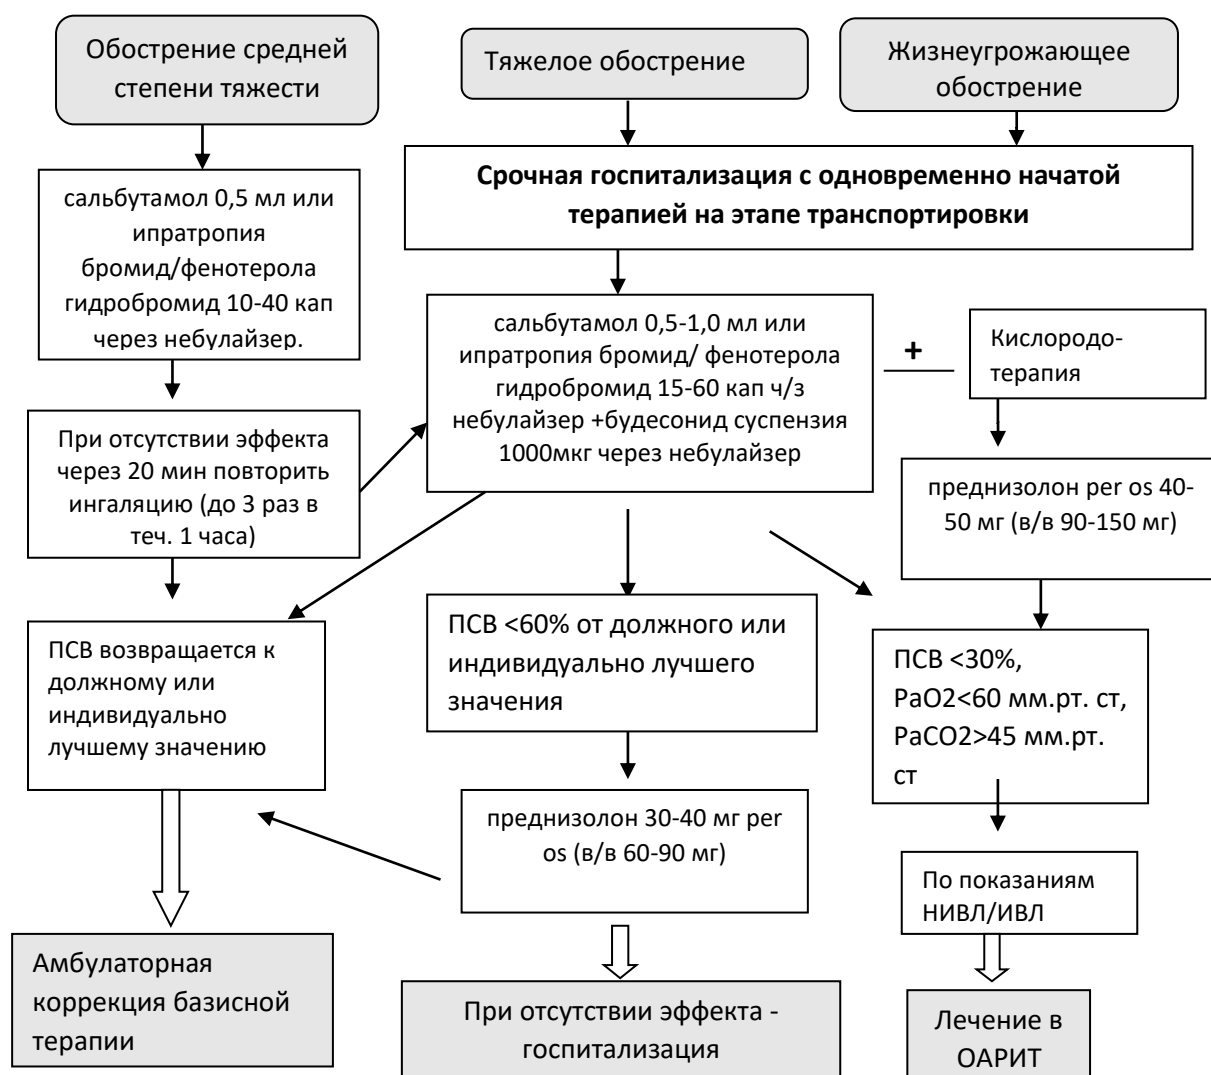 Обострение средней
степени тяжести
Тяжелое обострение
Жизнеугрожающее
обострение
Срочная госпитализация с одновременно начатой
терапией на этапе транспортировки
сальбутамол 0,5 мл или
ипратропия
бромид/фенотерола
гидробромид 10-40 кап
через небулайзер.
сальбутамол 0,5-1,0 мл или
ипратропия бромид/ фенотерола
гидробромид 15-60 кап ч/з
небулайзер +будесонид суспензия
1000мкг через небулайзер
+
Кислородо-
терапия
При отсутствии эффекта
через 20 мин повторить
ингаляцию (до 3 раз в
теч. 1 часа)
преднизолон per os 40-
50 мг (в/в 90-150 мг)
ПСВ возвращается к
должному или
индивидуально
лучшему значению
ПСВ <60% от должного или
индивидуально лучшего
значения
ПСВ <30%,
PaO2<60 мм.рт. ст,
PaCO2>45 мм.рт.
ст
преднизолон 30-40 мг per
os (в/в 60-90 мг)
По показаниям
НИВЛ/ИВЛ
Амбулаторная
коррекция базисной
терапии
При отсутствии эффекта -
госпитализация
Лечение в
ОАРИТ